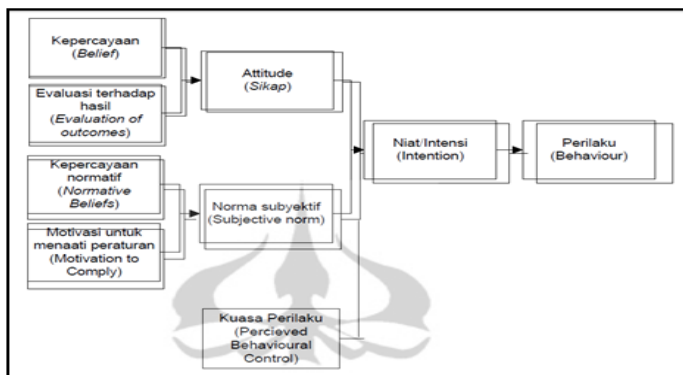 Kepercayaan
(Belief)
Evaluasi terhadap
hasil
(Evaluation of
outcomes)
Kepercayaan
normatif
(Normative
Beliefs)
Motivasi untuk
menaati peraturan
(Motivation to
Comply)
Attitude
(Sikap)
Norma subyektif
(Subjective norm)
Kuasa Perilaku
(Percieved
Behavioural
Control)
Niat/Intensi
(Intention)
Perilaku
(Behaviour)